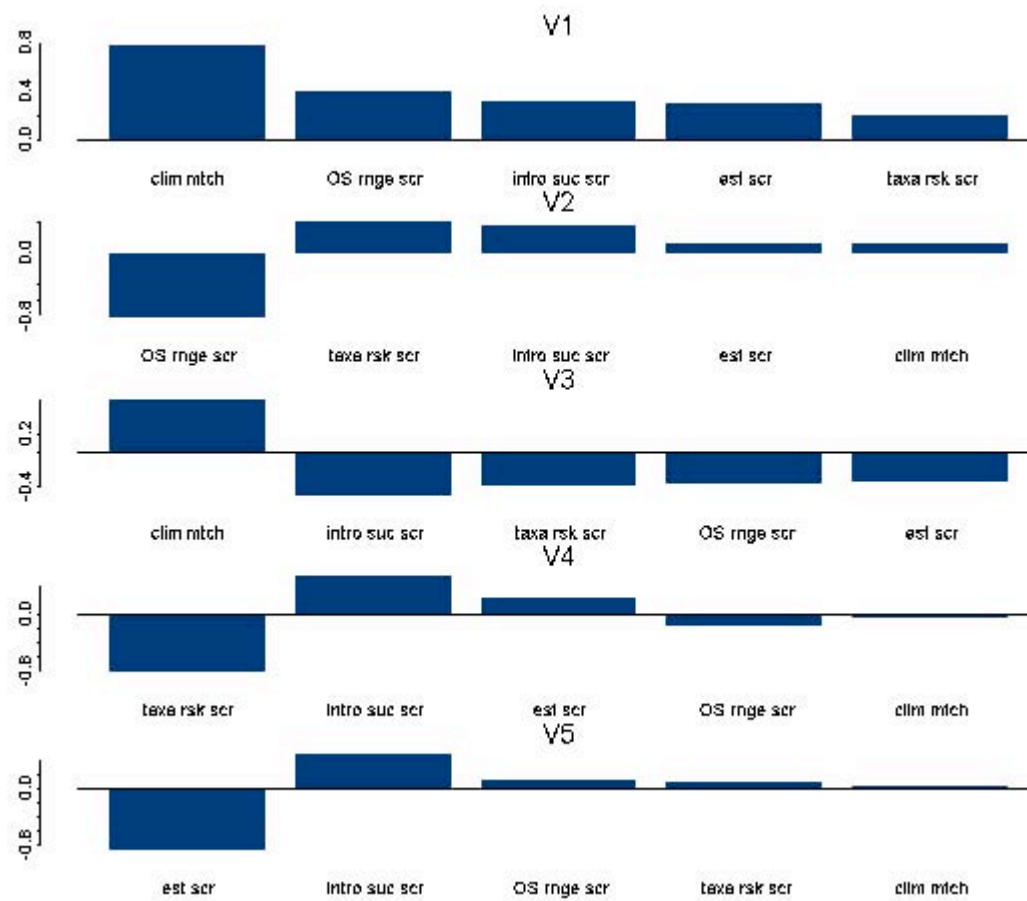 V1
0.8
0.4
0.0
clim mtch OS rnge scr intro suc scr est scr taxa rsk scr
V2
0.0
-0.8
OS rnge scr taxa rsk scr intro suc scr est scr clim mtch
V3
0.2
-0.4
clim mtch intro suc scr taxa rsk scr OS rnge scr est scr
V4
0.0
-0.8
taxa rsk scr intro suc scr est scr OS rnge scr clim mtch
V5
0.0
-0.8
est scr intro suc scr OS rnge scr taxa rsk scr clim mtch